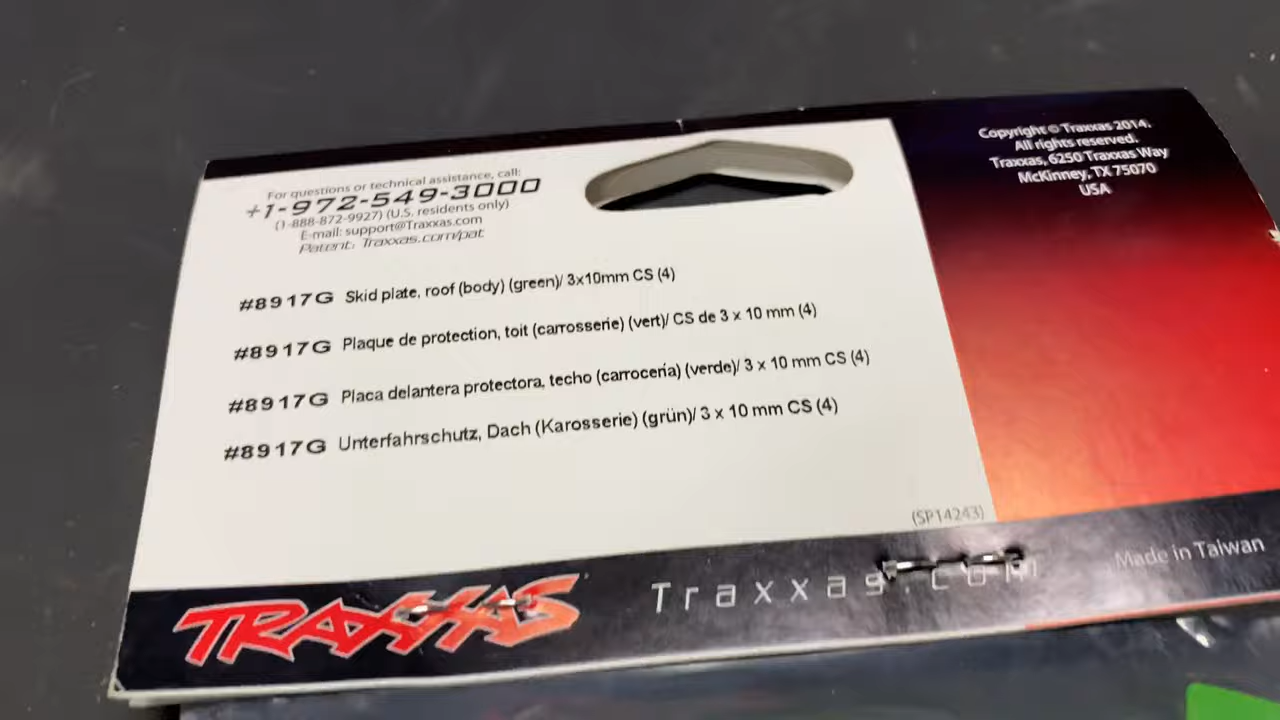 For questions or technical assistance, call:
+1-972-549-3000
(1-888-872-9927) (U.S. residents only)
E-mail: support@Traxxas.com
Patent: Traxxas.com/pat
#8917G Skid plate, roof (body) (green)/ 3x10mm CS (4)
#8917G Plaque de protection, toit (carrosserie) (vert)/ CS de 3 x 10 mm (4)
#8917G Placa delantera protectora, techo (carrocería) (verde)/ 3 x 10 mm CS (4)
#8917G Unterfahrschutz, Dach (Karosserie) (grün)/ 3 x 10 mm CS (4)
(SP14243)
Copyright © Traxxas 2014.
All rights reserved.
Traxxas, 6250 Traxxas Way
McKinney, TX 75070
USA
TRAXXAS
Traxxas.com
Made in Taiwan